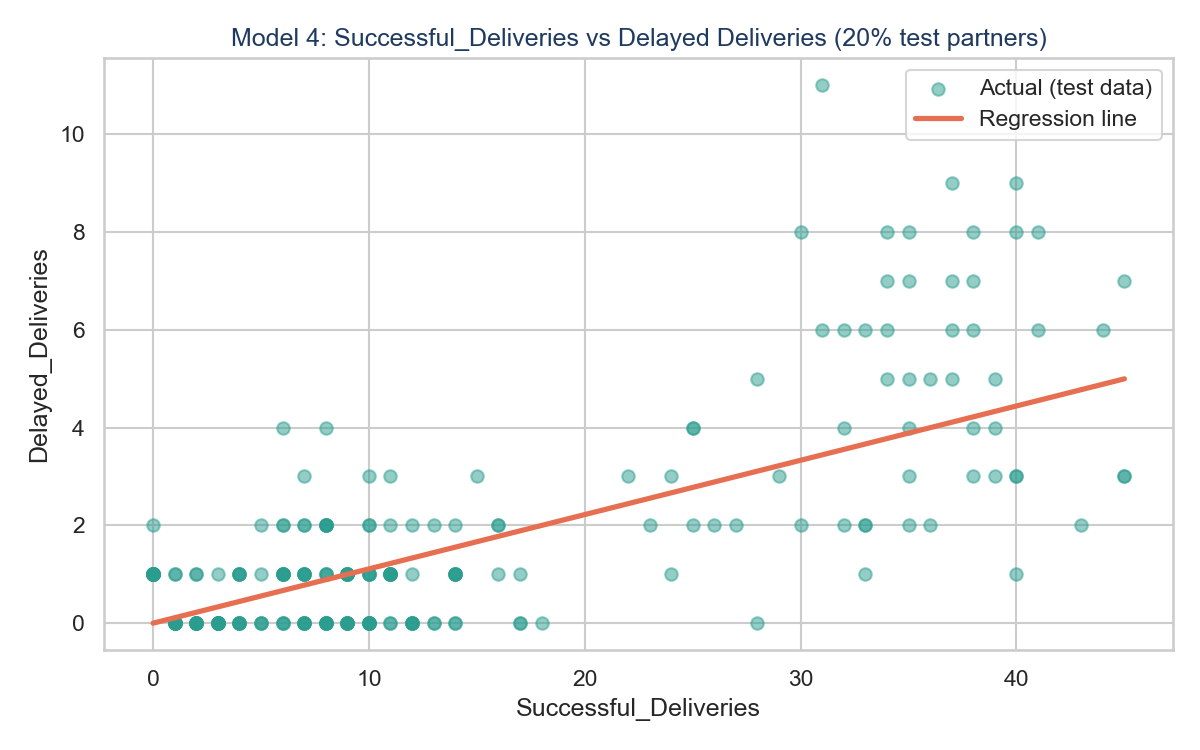 Model 4: Successful_Deliveries vs Delayed Deliveries (20% test partners)
Actual (test data)
Regression line
10
8
6
4
2
0
Delayed_Deliveries
0 10 20 30 40
Successful_Deliveries